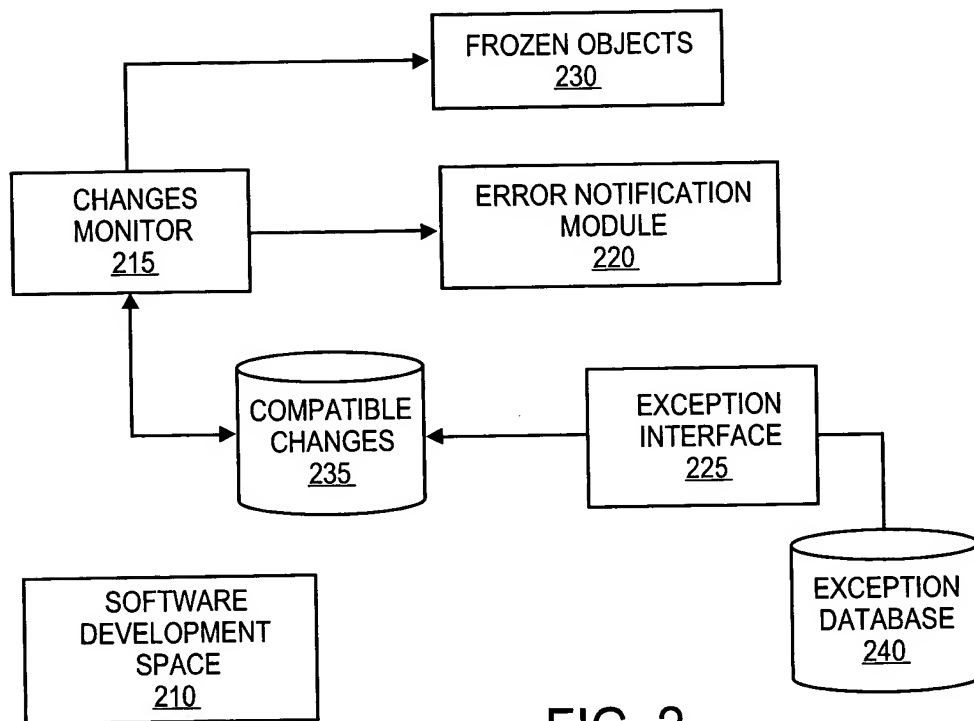 FROZEN OBJECTS
230
CHANGES
MONITOR
215
ERROR NOTIFICATION
MODULE
220
COMPATIBLE
CHANGES
235
EXCEPTION
INTERFACE
225
EXCEPTION
DATABASE
240
SOFTWARE
DEVELOPMENT
SPACE
210